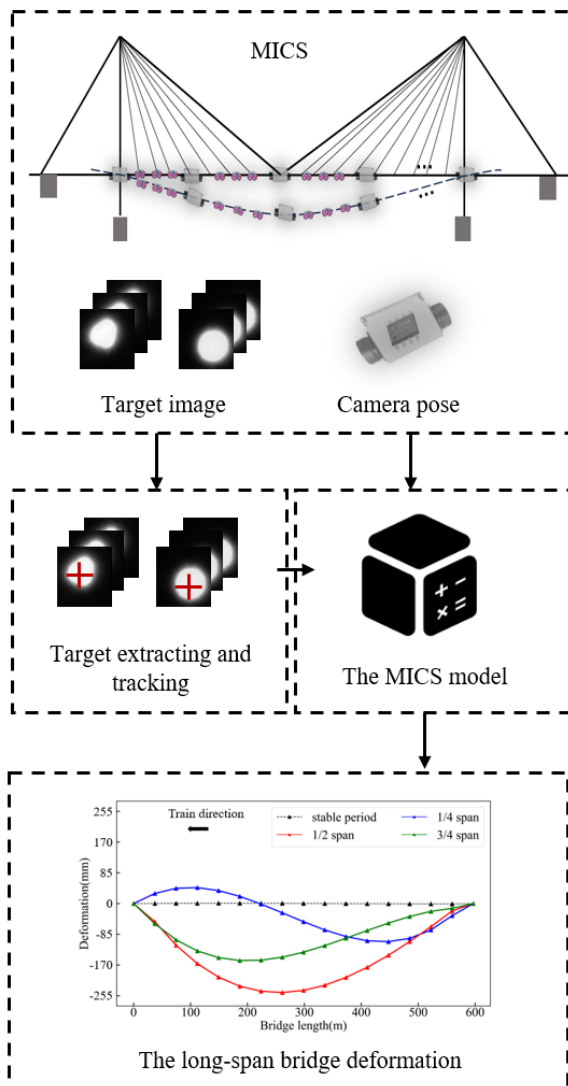 MICS
...
...
Target image
Camera pose
Target extracting and
tracking
+ −
× =
The MICS model
Train direction
stable period
1/2 span
1/4 span
3/4 span
Deformation(mm)
255
170
85
0
-85
-170
-255
0
100
200
300
400
500
600
Bridge length(m)
The long-span bridge deformation